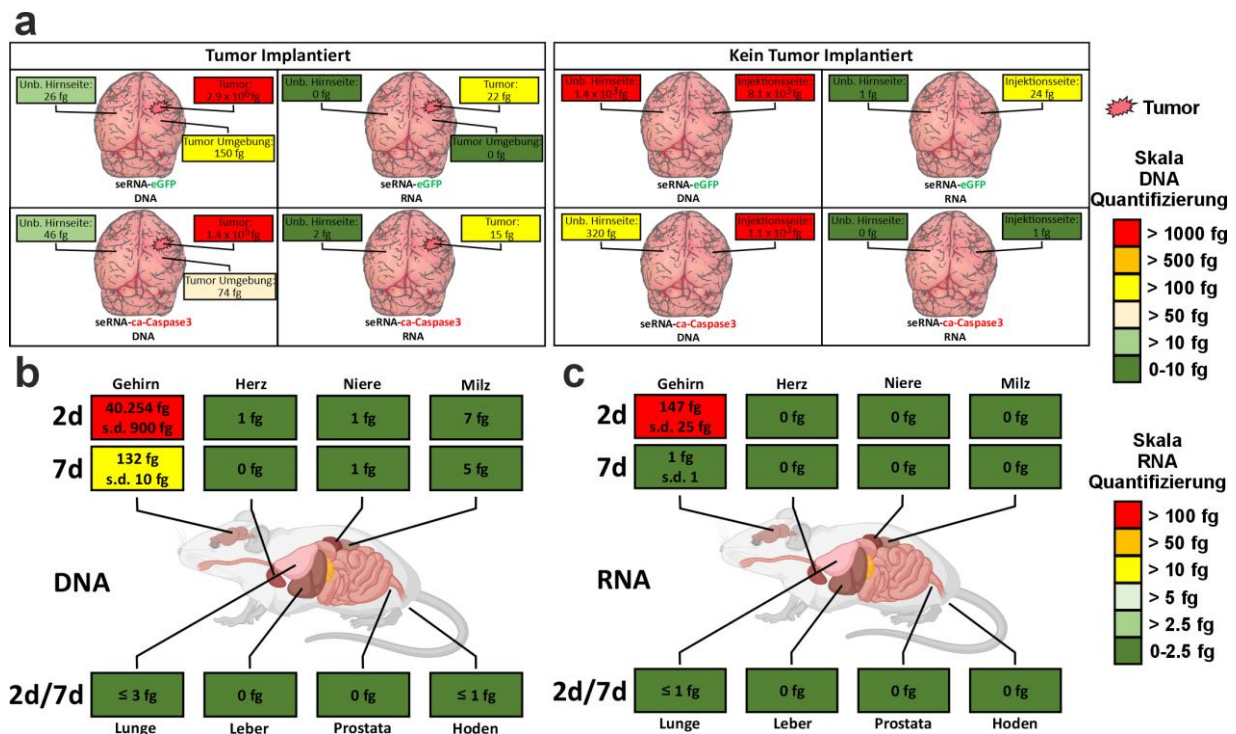 a
Tumor Implantiert
Kein Tumor Implantiert
Unb. Hirnseite:
26 fg
Tumor:
2.9 x 10⁶ fg
Tumor Umgebung:
150 fg
seRNA-eGFP
DNA
Unb. Hirnseite:
0 fg
Tumor:
22 fg
Tumor Umgebung:
0 fg
seRNA-eGFP
RNA
Unb. Hirnseite:
1.4 x 10³ fg
Injektionsseite:
8.1 x 10³ fg
seRNA-eGFP
DNA
Unb. Hirnseite:
1 fg
Injektionsseite:
24 fg
seRNA-eGFP
RNA
Unb. Hirnseite:
46 fg
Tumor:
1.4 x 10⁵ fg
Tumor Umgebung:
74 fg
seRNA-ca-Caspase3
DNA
Unb. Hirnseite:
2 fg
Tumor:
15 fg
seRNA-ca-Caspase3
RNA
Unb. Hirnseite:
320 fg
Injektionsseite:
1.1 x 10³ fg
seRNA-ca-Caspase3
DNA
Unb. Hirnseite:
0 fg
Injektionsseite:
1 fg
seRNA-ca-Caspase3
RNA
Tumor
Skala
DNA
Quantifizierung
> 1000 fg
> 500 fg
> 100 fg
> 50 fg
> 10 fg
0-10 fg
b
Gehirn Herz Niere Milz
2d
40.254 fg
s.d. 900 fg
1 fg
1 fg
7 fg
7d
132 fg
s.d. 10 fg
0 fg
1 fg
5 fg
DNA
2d/7d
≤ 3 fg
0 fg
0 fg
≤ 1 fg
Lunge Leber Prostata Hoden
c
Gehirn Herz Niere Milz
2d
147 fg
s.d. 25 fg
0 fg
0 fg
0 fg
7d
1 fg
s.d. 1
0 fg
0 fg
0 fg
RNA
2d/7d
≤ 1 fg
0 fg
0 fg
0 fg
Lunge Leber Prostata Hoden
Skala
RNA
Quantifizierung
> 100 fg
> 50 fg
> 10 fg
> 5 fg
> 2.5 fg
0-2.5 fg